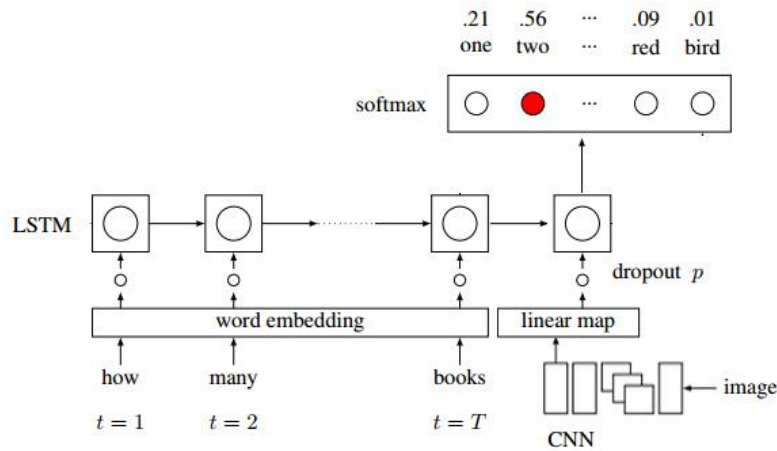 .21 .56 ... .09 .01
one two ... red bird
softmax ...
LSTM
dropout p
word embedding linear map
how many books
image
t = 1 t = 2 t = T
CNN